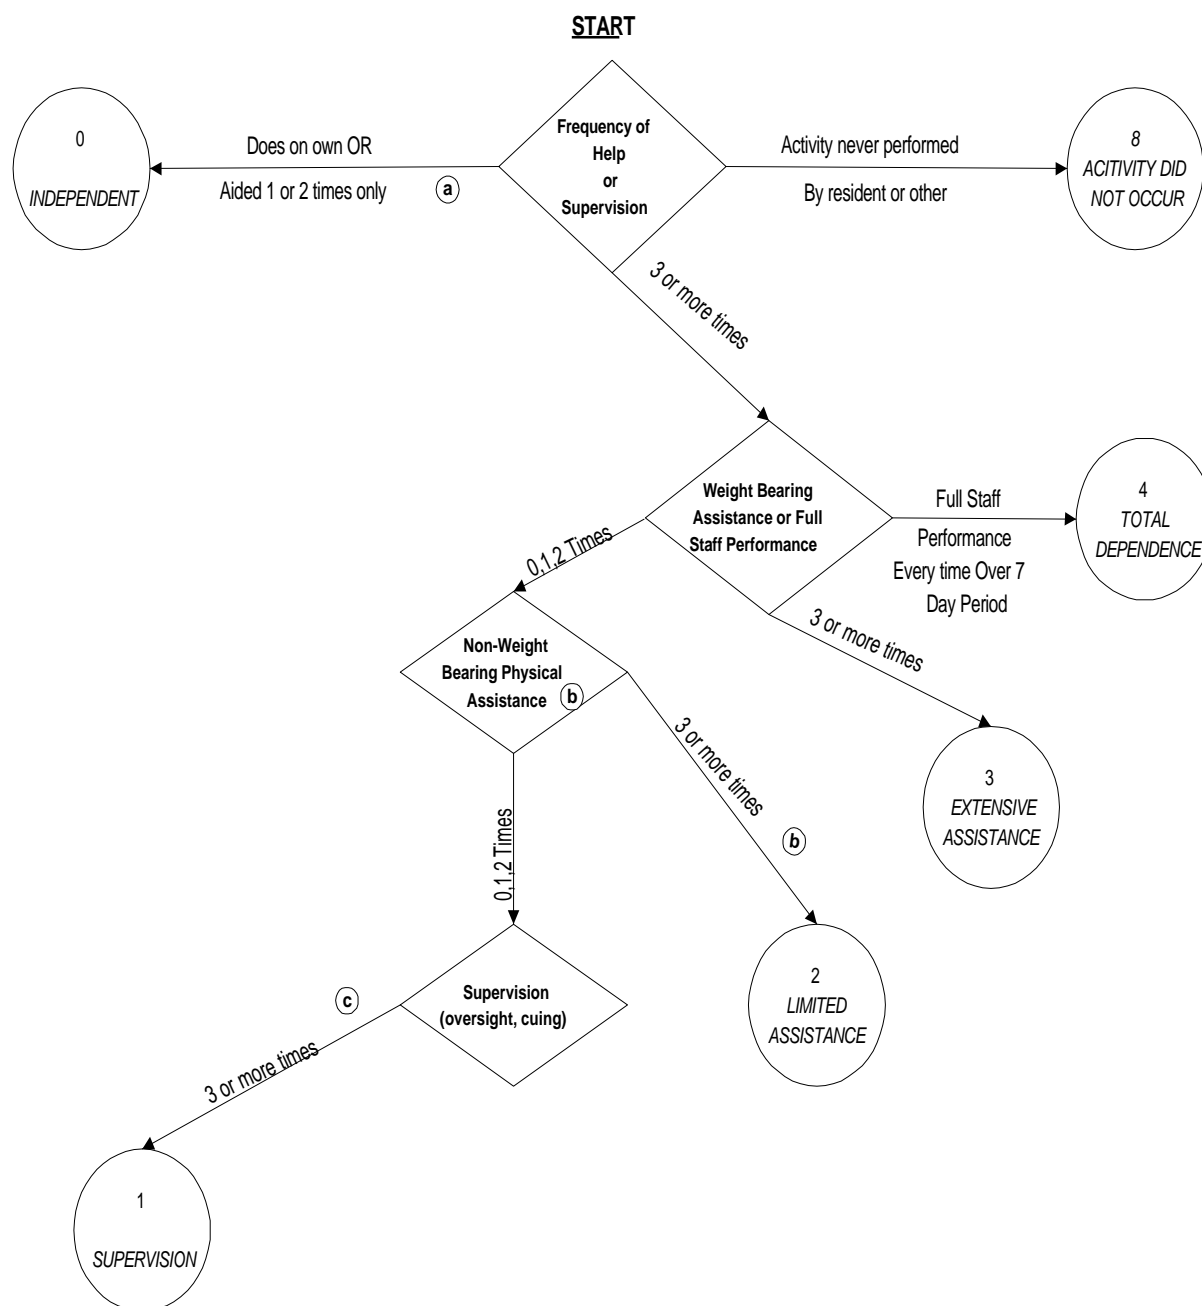 START
Frequency of
Help
or
Supervision
0
INDEPENDENT
Does on own OR
Aided 1 or 2 times only
a
Activity never performed
By resident or other
8
ACITIVITY DID
NOT OCCUR
3 or more times
Weight Bearing
Assistance or Full
Staff Performance
Full Staff
Performance
Every time Over 7
Day Period
4
TOTAL
DEPENDENCE
0,1,2 Times
3 or more times
Non-Weight
Bearing Physical
Assistance
b
3 or more times
b
3
EXTENSIVE
ASSISTANCE
0,1,2 Times
Supervision
(oversight, cuing)
2
LIMITED
ASSISTANCE
c
3 or more times
1
SUPERVISION